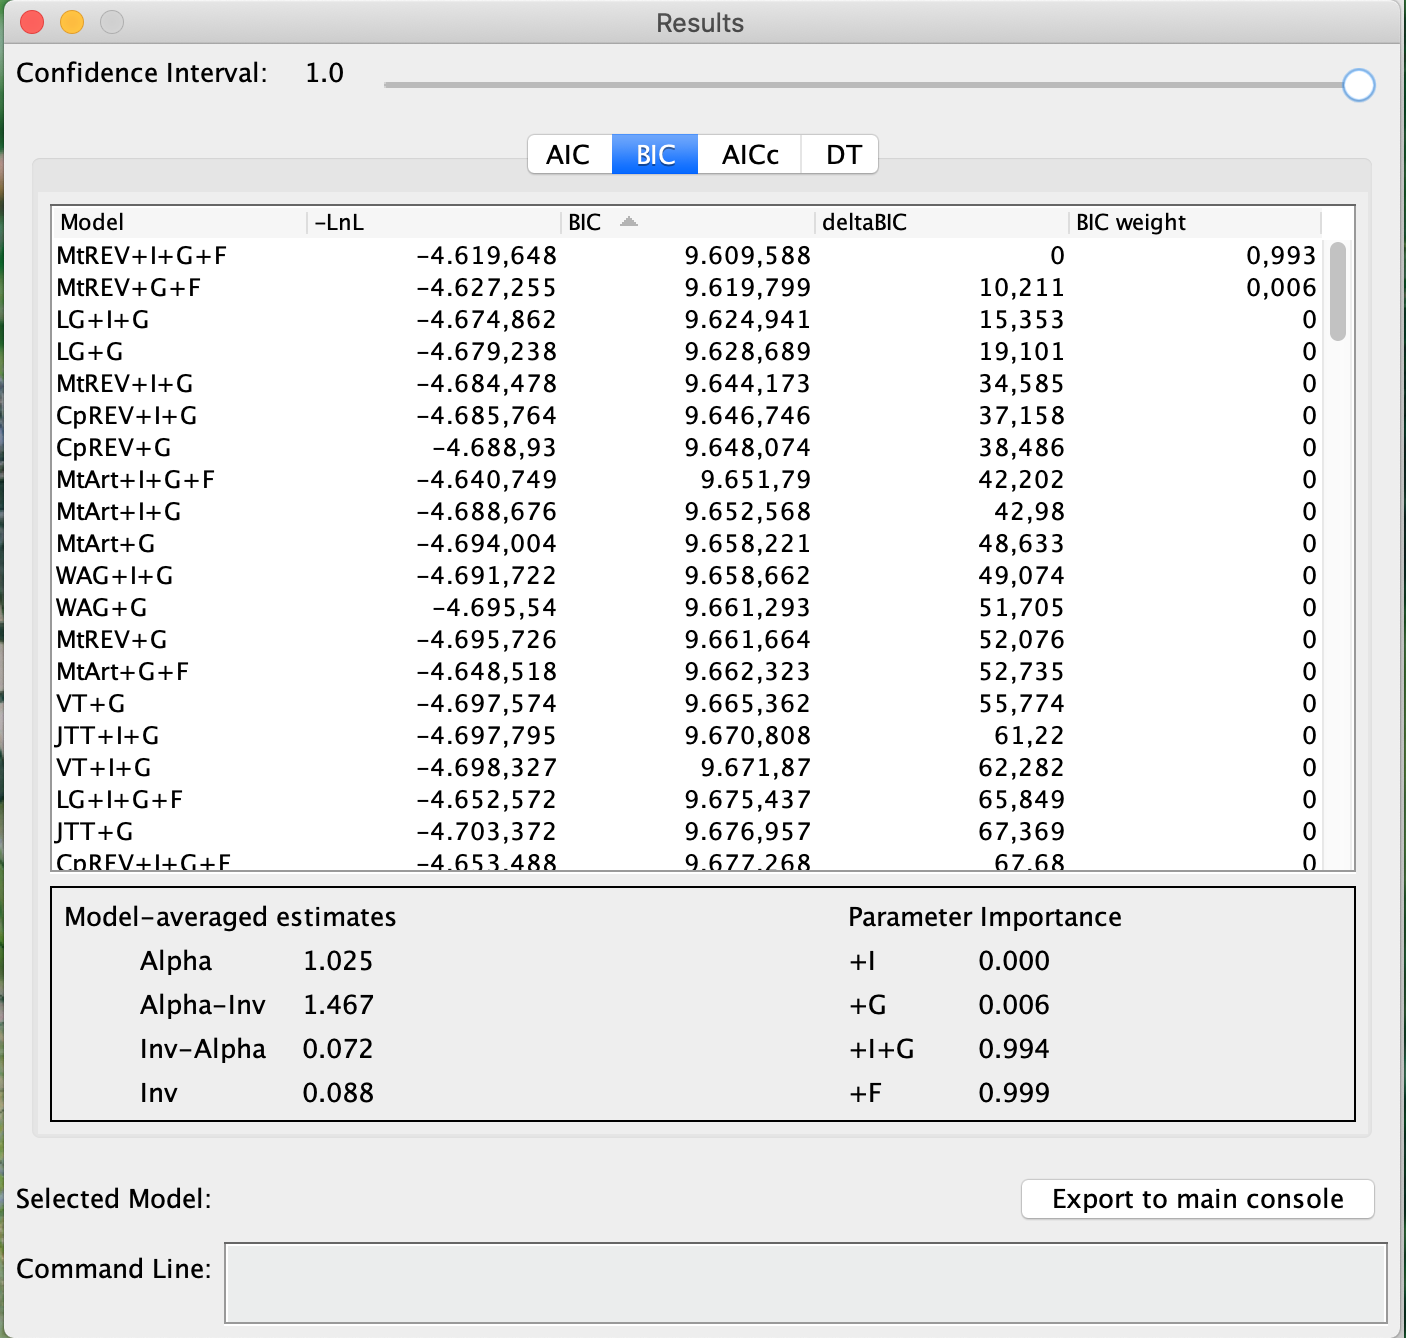 Results
Confidence Interval: 1.0
AIC BIC AICc DT
Model -LnL BIC deltaBIC BIC weight
MtREV+I+G+F -4.619,648 9.609,588 0 0,993
MtREV+G+F -4.627,255 9.619,799 10,211 0,006
LG+I+G -4.674,862 9.624,941 15,353 0
LG+G -4.679,238 9.628,689 19,101 0
MtREV+I+G -4.684,478 9.644,173 34,585 0
CpREV+I+G -4.685,764 9.646,746 37,158 0
CpREV+G -4.688,93 9.648,074 38,486 0
MtArt+I+G+F -4.640,749 9.651,79 42,202 0
MtArt+I+G -4.688,676 9.652,568 42,98 0
MtArt+G -4.694,004 9.658,221 48,633 0
WAG+I+G -4.691,722 9.658,662 49,074 0
WAG+G -4.695,54 9.661,293 51,705 0
MtREV+G -4.695,726 9.661,664 52,076 0
MtArt+G+F -4.648,518 9.662,323 52,735 0
VT+G -4.697,574 9.665,362 55,774 0
JTT+I+G -4.697,795 9.670,808 61,22 0
VT+I+G -4.698,327 9.671,87 62,282 0
LG+I+G+F -4.652,572 9.675,437 65,849 0
JTT+G -4.703,372 9.676,957 67,369 0
CpREV+I+G+F -4.653,488 9.677,268 67,68 0
Model-averaged estimates Parameter Importance
Alpha 1.025 +I 0.000
Alpha-Inv 1.467 +G 0.006
Inv-Alpha 0.072 +I+G 0.994
Inv 0.088 +F 0.999
Selected Model: Export to main console
Command Line: